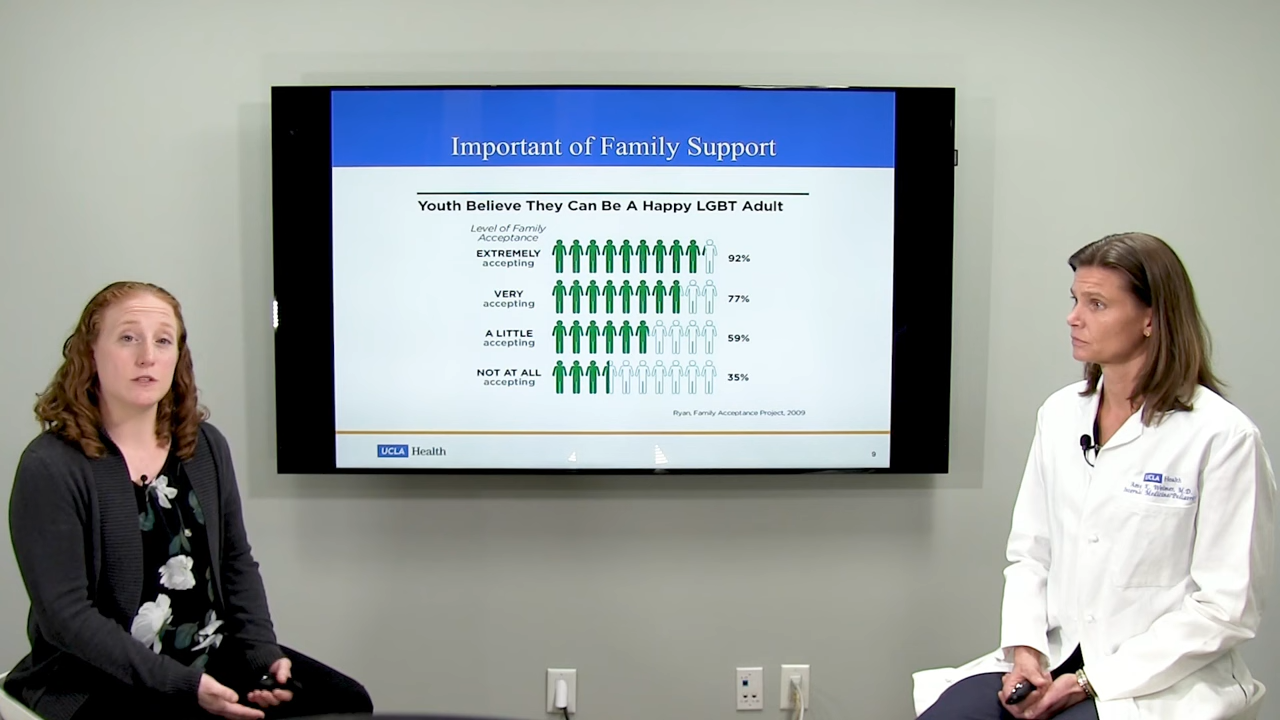 Important of Family Support
Youth Believe They Can Be A Happy LGBT Adult
Level of Family
Acceptance
EXTREMELY
accepting
92%
VERY
accepting
77%
A LITTLE
accepting
59%
NOT AT ALL
accepting
35%
Ryan, Family Acceptance Project, 2009
UCLA Health
9
UCLA Health
M.D.